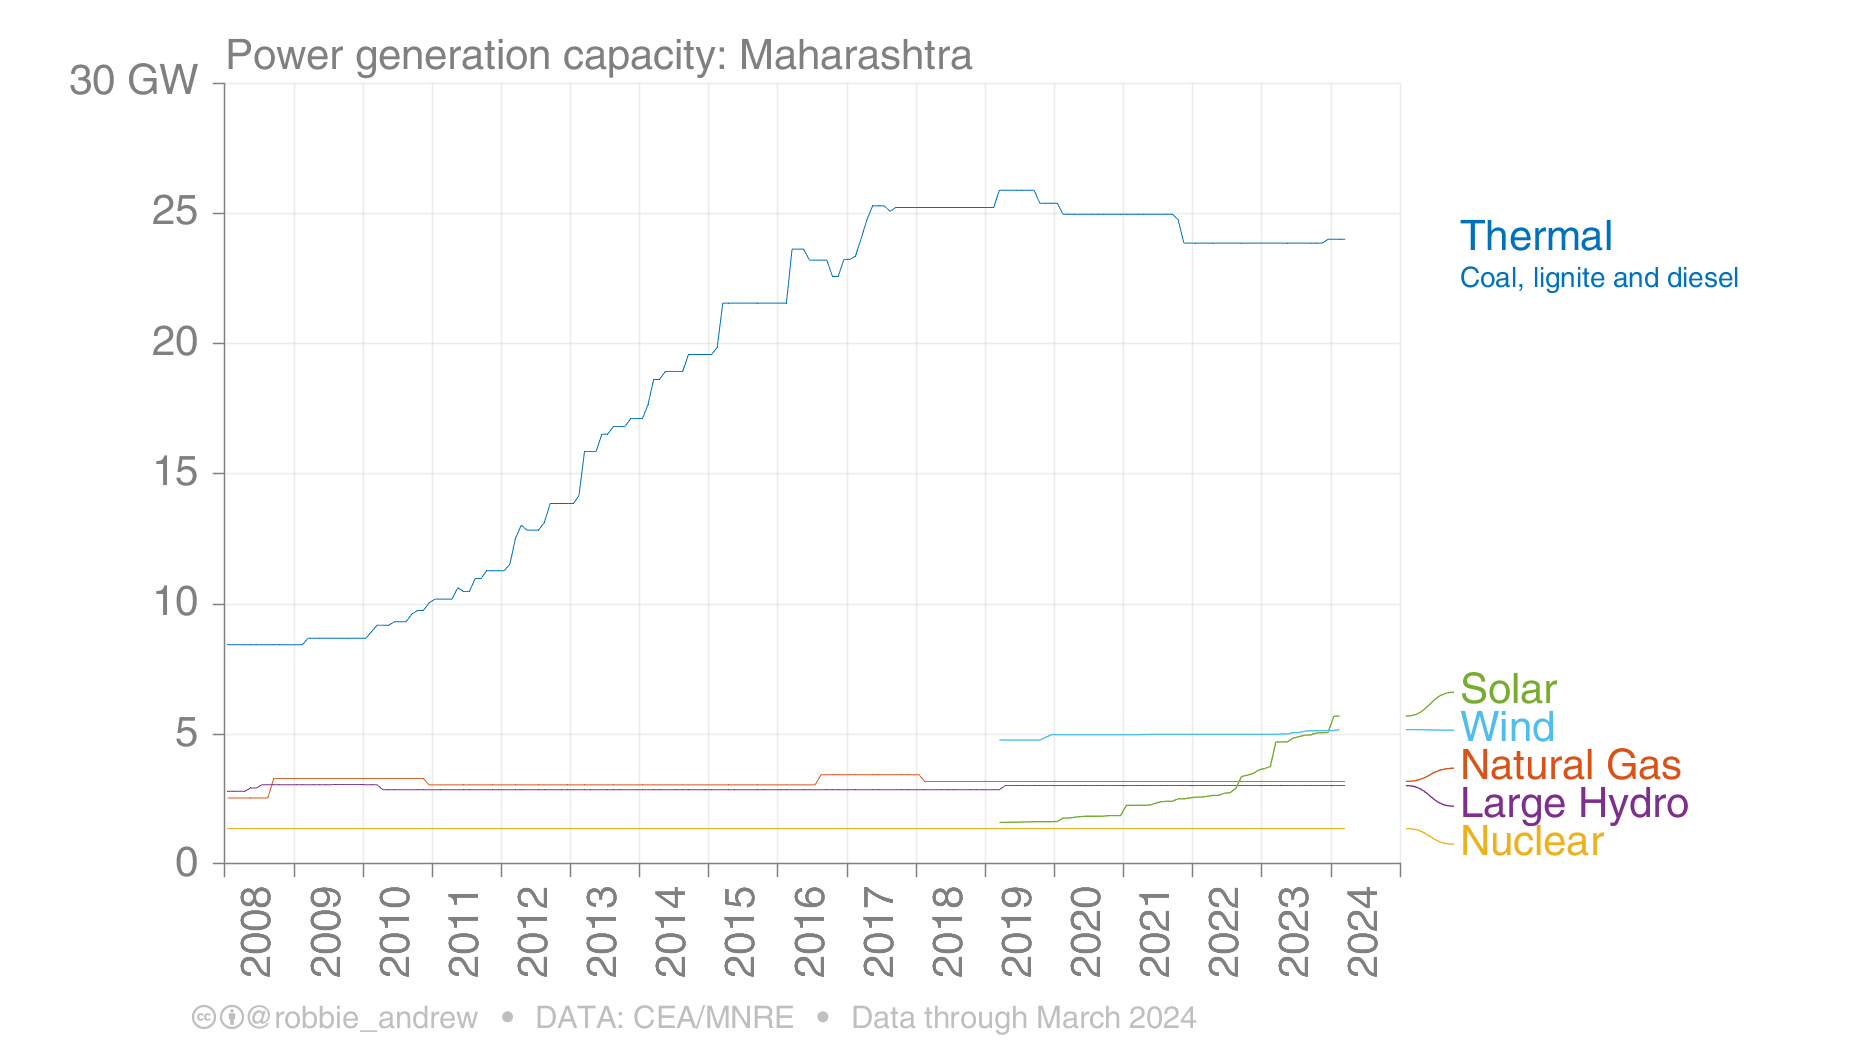 Power generation capacity: Maharashtra
30 GW
25
20
15
10
5
0
Thermal
Coal, lignite and diesel
Solar
Wind
Natural Gas
Large Hydro
Nuclear
2008 2009 2010 2011 2012 2013 2014 2015 2016 2017 2018 2019 2020 2021 2022 2023 2024
cc @robbie_andrew • DATA: CEA/MNRE • Data through March 2024